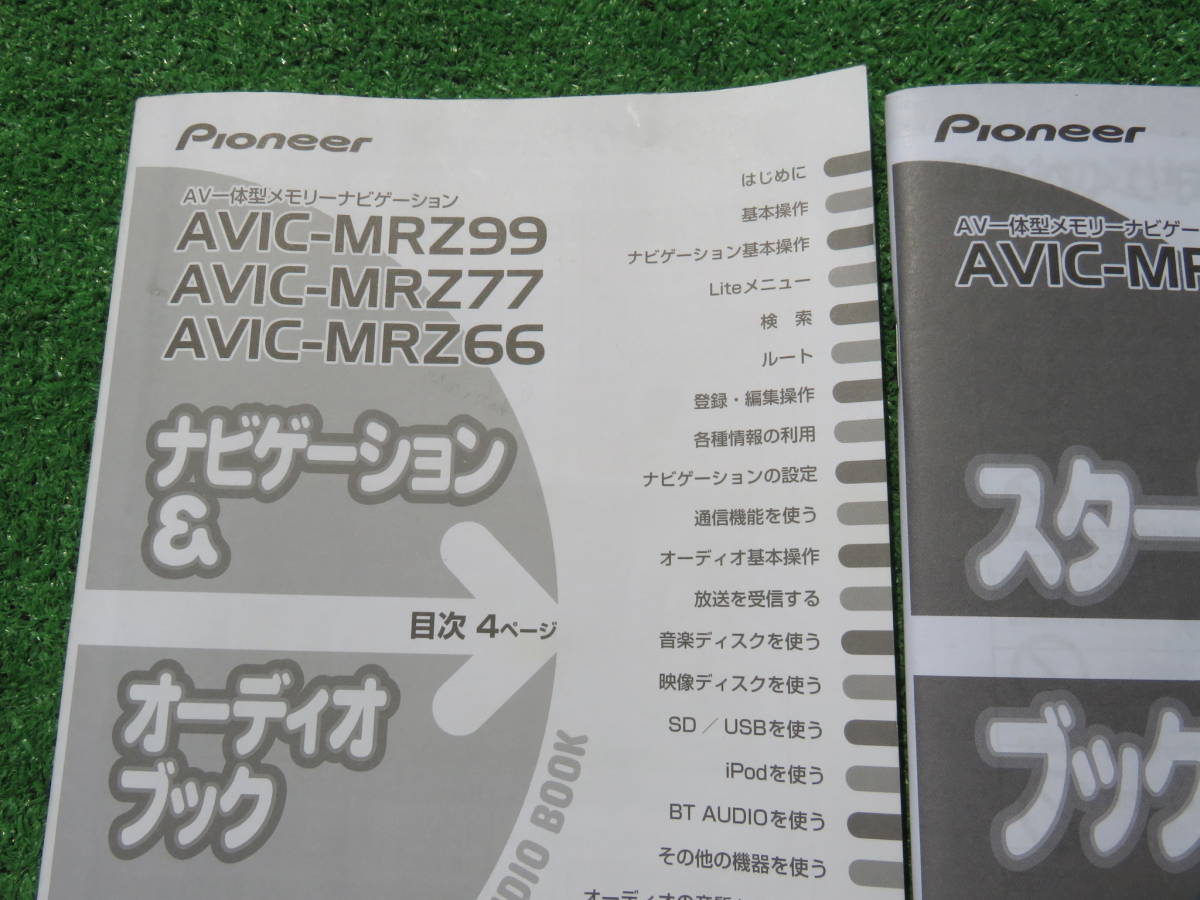 Pioneer
AV一体型メモリーナビゲーション
AVIC-MRZ99
AVIC-MRZ77
AVIC-MRZ66
ナビゲーション
&
目次 4ページ
オーディオ
ブック
はじめに
基本操作
ナビゲーション基本操作
Liteメニュー
検 索
ルート
登録・編集操作
各種情報の利用
ナビゲーションの設定
通信機能を使う
オーディオ基本操作
放送を受信する
音楽ディスクを使う
映像ディスクを使う
SD / USBを使う
iPodを使う
BT AUDIOを使う
その他の機器を使う
DIO BOOK
Pioneer
AV一体型メモリーナビゲー
AVIC-MR
スター
ブック